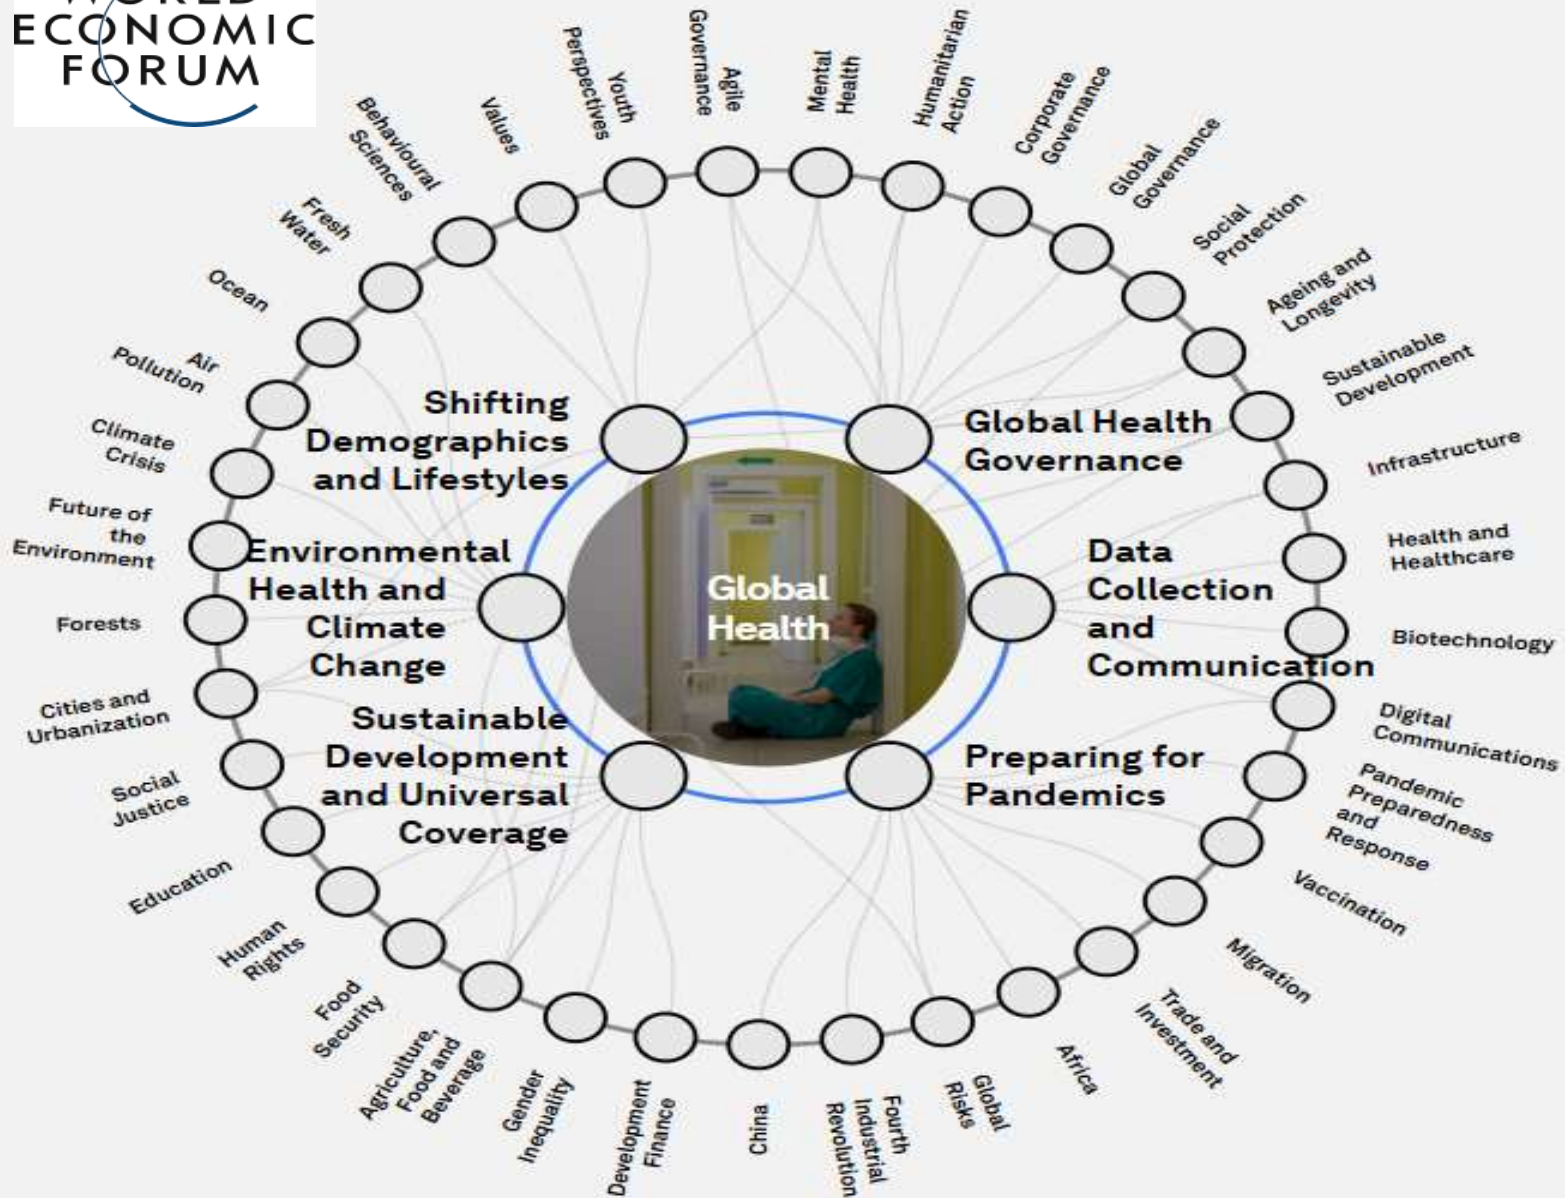 WORLD
ECONOMIC
FORUM
Behavioural
Sciences
Values
Youth
Perspectives
Agile
Governance
Mental
Health
Humanitarian
Action
Corporate
Governance
Global
Governance
Social
Protection
Ageing and
Longevity
Sustainable
Development
Infrastructure
Health and
Healthcare
Biotechnology
Digital
Communications
Pandemic
Preparedness
and
Response
Vaccination
Migration
Trade and
Investment
Africa
Global
Risks
Fourth
Industrial
Revolution
China
Development
Finance
Gender
Inequality
Agriculture,
Food and
Beverage
Food
Security
Human
Rights
Education
Social
Justice
Cities and
Urbanization
Forests
Future of
the
Environment
Climate
Crisis
Air
Pollution
Ocean
Fresh
Water
Shifting
Demographics
and Lifestyles
Global Health
Governance
Environmental
Health and
Climate
Change
Global
Health
Data
Collection
and
Communication
Sustainable
Development
and Universal
Coverage
Preparing for
Pandemics